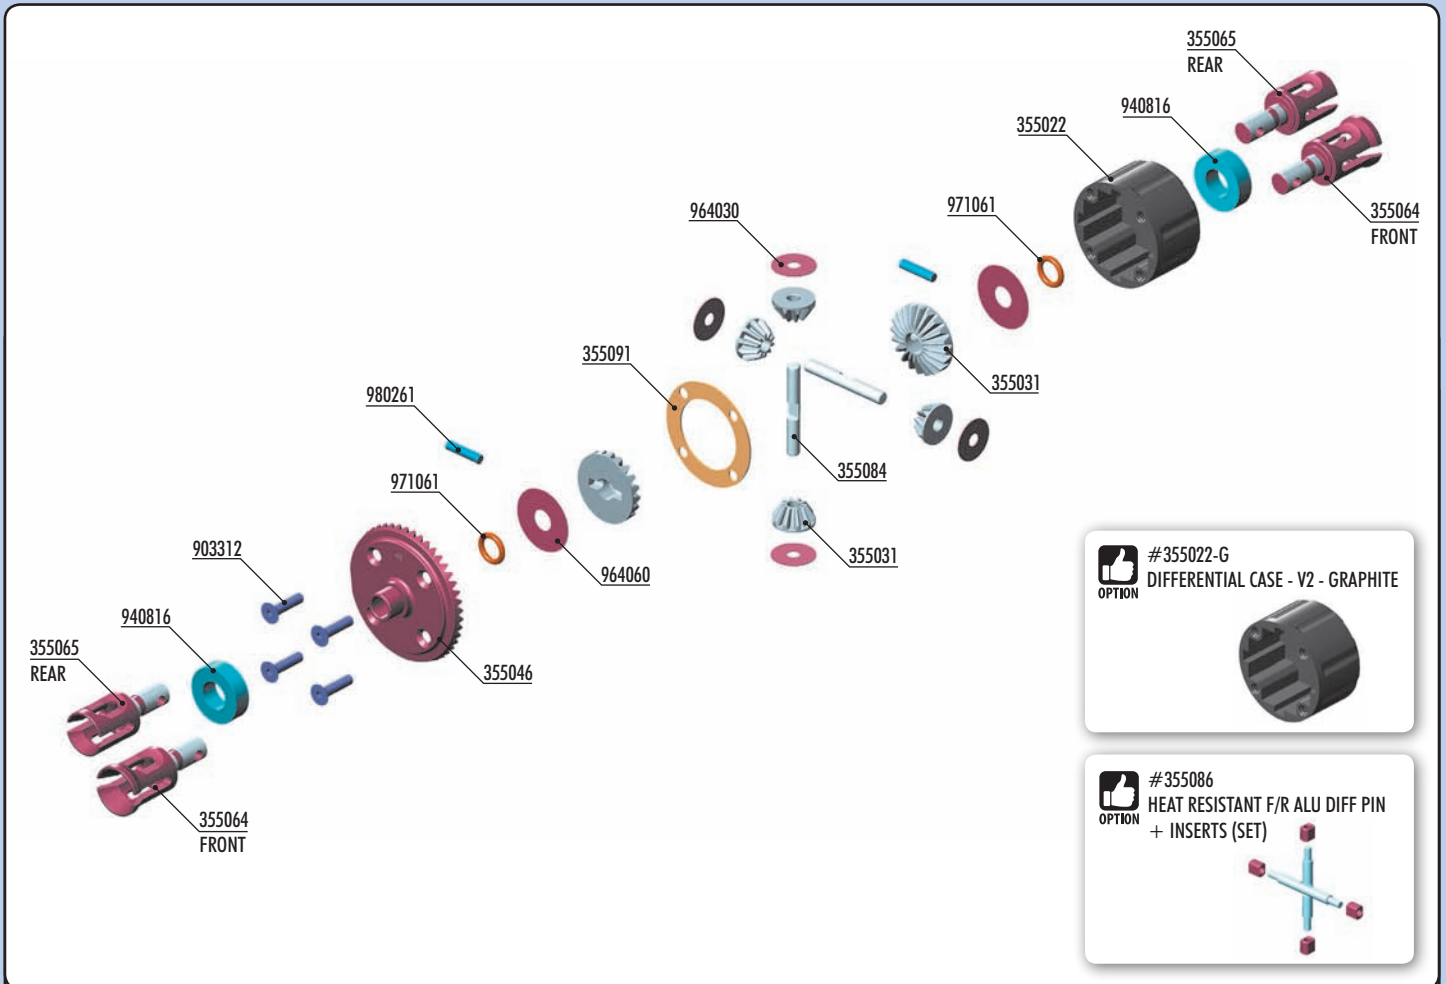 355065
REAR
940816
355022
355064
FRONT
971061
964030
355031
355091
980261
355084
971061
355031
964060
903312
355046
940816
355065
REAR
355064
FRONT
OPTION
#355022-G
DIFFERENTIAL CASE - V2 - GRAPHITE
OPTION
#355086
HEAT RESISTANT F/R ALU DIFF PIN
+ INSERTS (SET)